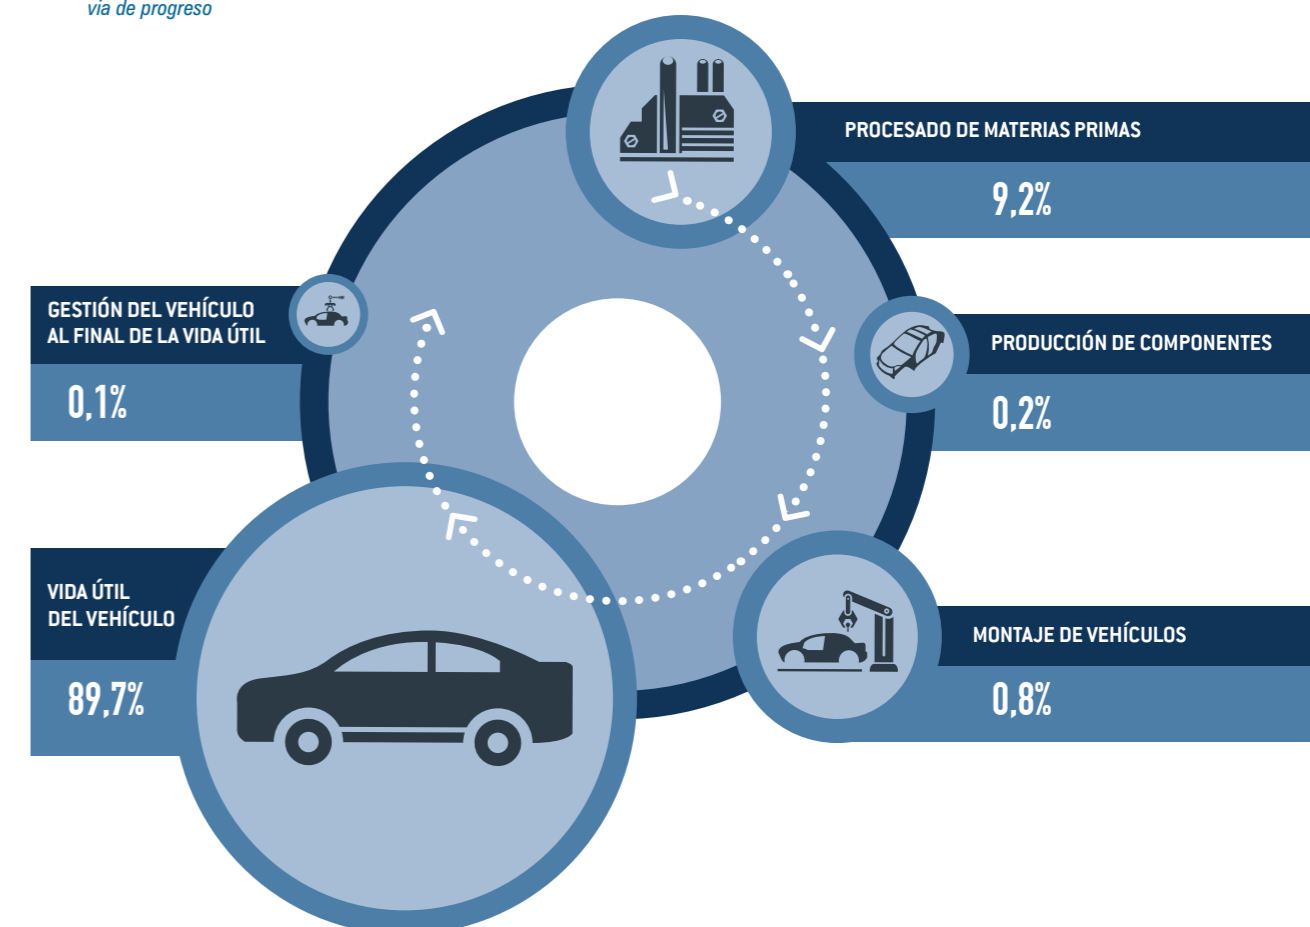 vía de progreso
PROCESADO DE MATERIAS PRIMAS
9,2%
PRODUCCIÓN DE COMPONENTES
0,2%
MONTAJE DE VEHÍCULOS
0,8%
VIDA ÚTIL
DEL VEHÍCULO
89,7%
GESTIÓN DEL VEHÍCULO
AL FINAL DE LA VIDA ÚTIL
0,1%